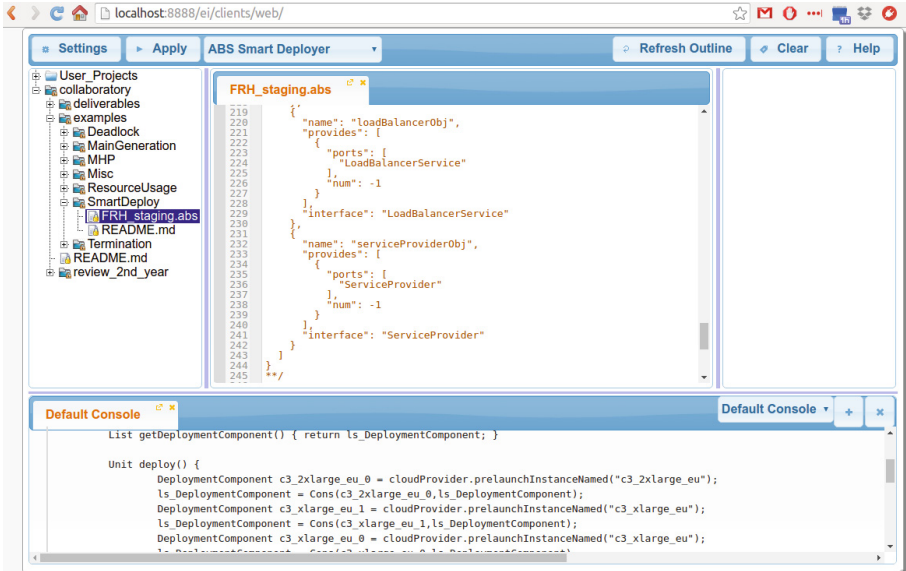 localhost:8888/ei/clients/web/
1h
Settings
Apply
ABS Smart Deployer
Refresh Outline
Clear
? Help
User_Projects
collaboratory
deliverables
examples
Deadlock
MainGeneration
MHP
Misc
ResourceUsage
SmartDeploy
FRH_staging.abs
README.md
Termination
README.md
review_2nd_year
FRH_staging.abs
219 {
220 "name": "loadBalancerObj",
221 "provides": [
222 {
223 "ports": [
224 "LoadBalancerService"
225 ],
226 "num": -1
227 }
228 ],
229 "interface": "LoadBalancerService"
230 },
231 {
232 "name": "serviceProviderObj",
233 "provides": [
234 {
235 "ports": [
236 "ServiceProvider"
237 ],
238 "num": -1
239 }
240 ],
241 "interface": "ServiceProvider"
242 }
243 ]
244 }
245 **/
Default Console
Default Console
List getDeploymentComponent() { return ls_DeploymentComponent; }
Unit deploy() {
DeploymentComponent c3_2xlarge_eu_0 = cloudProvider.prelaunchInstanceNamed("c3_2xlarge_eu");
ls_DeploymentComponent = Cons(c3_2xlarge_eu_0,ls_DeploymentComponent);
DeploymentComponent c3_xlarge_eu_1 = cloudProvider.prelaunchInstanceNamed("c3_xlarge_eu");
ls_DeploymentComponent = Cons(c3_xlarge_eu_1,ls_DeploymentComponent);
DeploymentComponent c3_xlarge_eu_0 = cloudProvider.prelaunchInstanceNamed("c3_xlarge_eu");